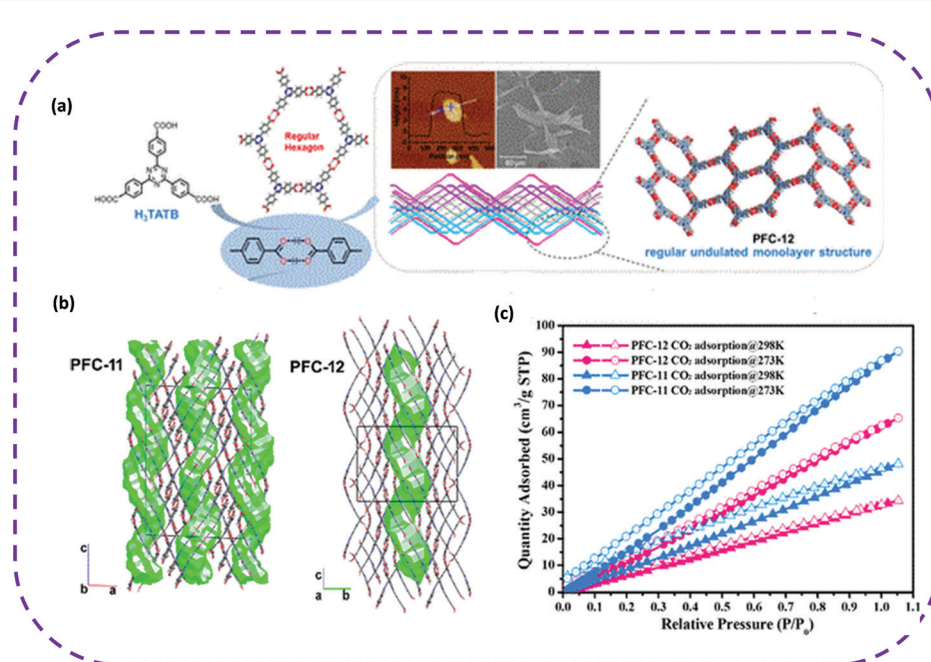 (a)
COOH
HOOC
COOH
H₃TATB
Regular
Hexagon
PFC-12
regular undulated monolayer structure
(b)
PFC-11
PFC-12
c
b
a
c
a
b
(c)
PFC-12 CO₂ adsorption@298K
PFC-12 CO₂ adsorption@273K
PFC-11 CO₂ adsorption@298K
PFC-11 CO₂ adsorption@273K
Quantity Adsorbed (cm³/g STP)
100
90
80
70
60
50
40
30
20
10
0
0.0 0.1 0.2 0.3 0.4 0.5 0.6 0.7 0.8 0.9 1.0 1.1
Relative Pressure (P/P₀)